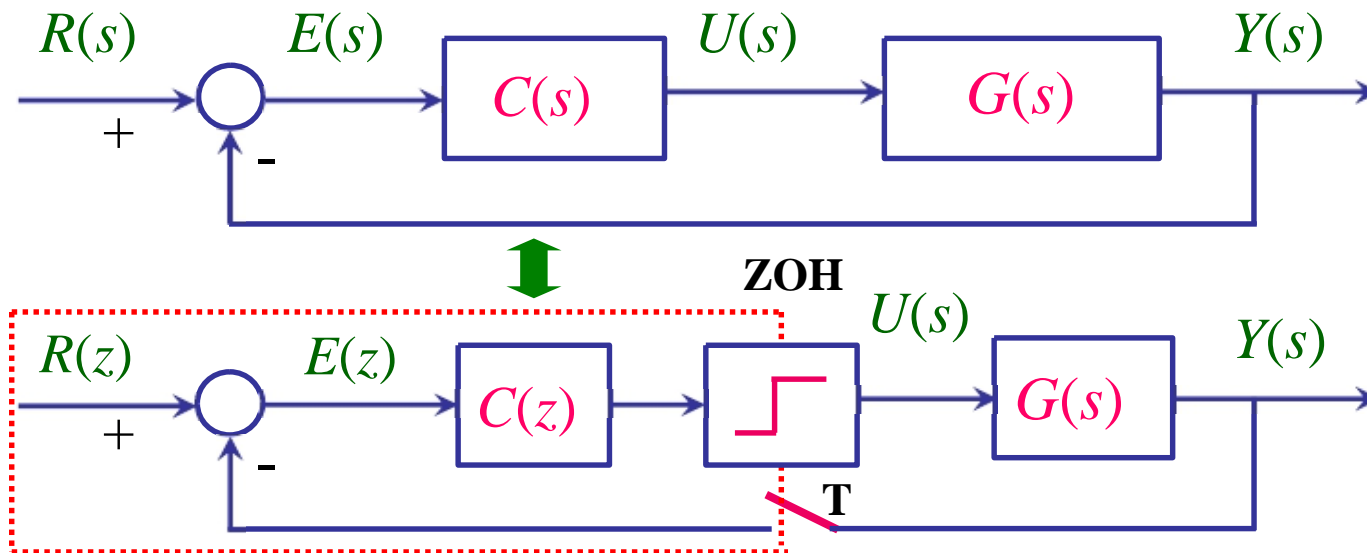 R(s) E(s) U(s) Y(s)
C(s) G(s)
+
-
ZOH
U(s)
R(z) E(z) Y(s)
C(z) G(s)
+
-
T